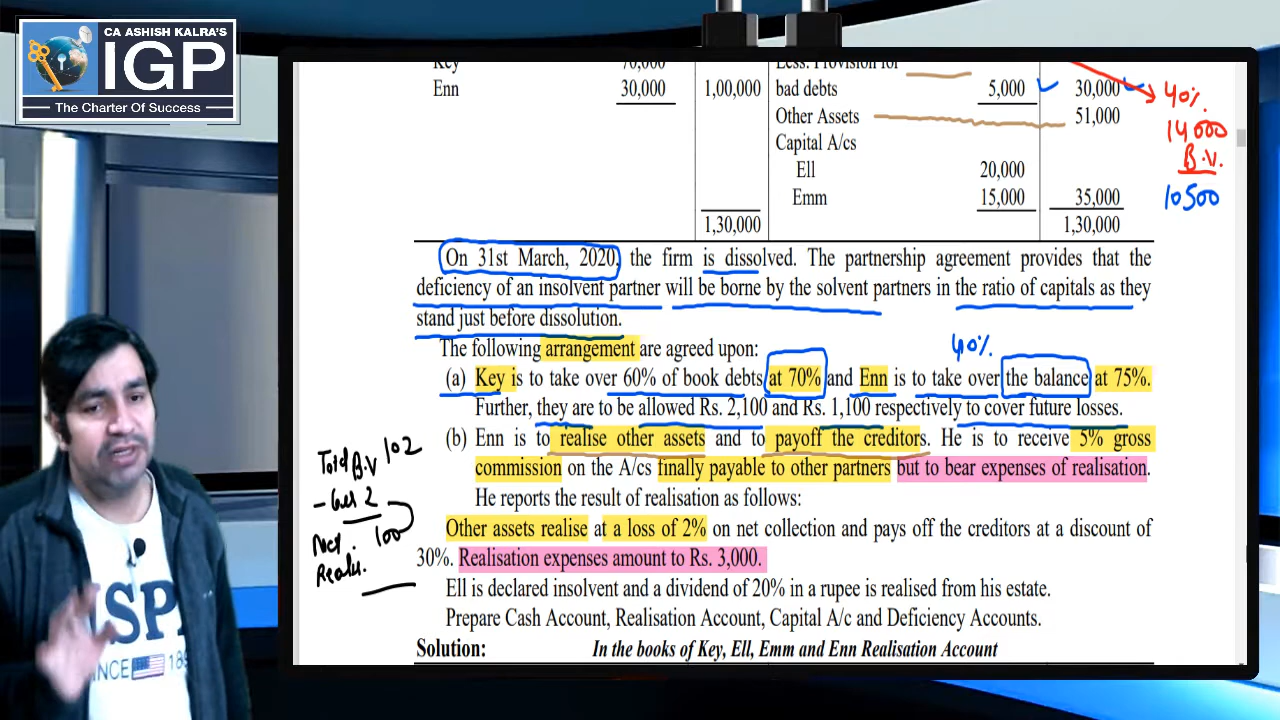 CA ASHISH KALRA'S
IGP
The Charter Of Success
Key 70,000 Less: Provision for
Enn 30,000 1,00,000 bad debts 5,000 30,000
Other Assets 51,000
Capital A/cs
Ell 20,000
Emm 15,000 35,000
1,30,000 1,30,000
40%
14000
B.V.
10500
On 31st March, 2020, the firm is dissolved. The partnership agreement provides that the
deficiency of an insolvent partner will be borne by the solvent partners in the ratio of capitals as they
stand just before dissolution.
40%
The following arrangement are agreed upon:
(a) Key is to take over 60% of book debts at 70% and Enn is to take over the balance at 75%.
Further, they are to be allowed Rs. 2,100 and Rs. 1,100 respectively to cover future losses.
(b) Enn is to realise other assets and to payoff the creditors. He is to receive 5% gross
commission on the A/cs finally payable to other partners but to bear expenses of realisation.
He reports the result of realisation as follows:
Other assets realise at a loss of 2% on net collection and pays off the creditors at a discount of
30%. Realisation expenses amount to Rs. 3,000.
Ell is declared insolvent and a dividend of 20% in a rupee is realised from his estate.
Prepare Cash Account, Realisation Account, Capital A/c and Deficiency Accounts.
Solution: In the books of Key, Ell, Emm and Enn Realisation Account
Total B.V 102
2
Net 100
Realis.
USPA
SINCE 18